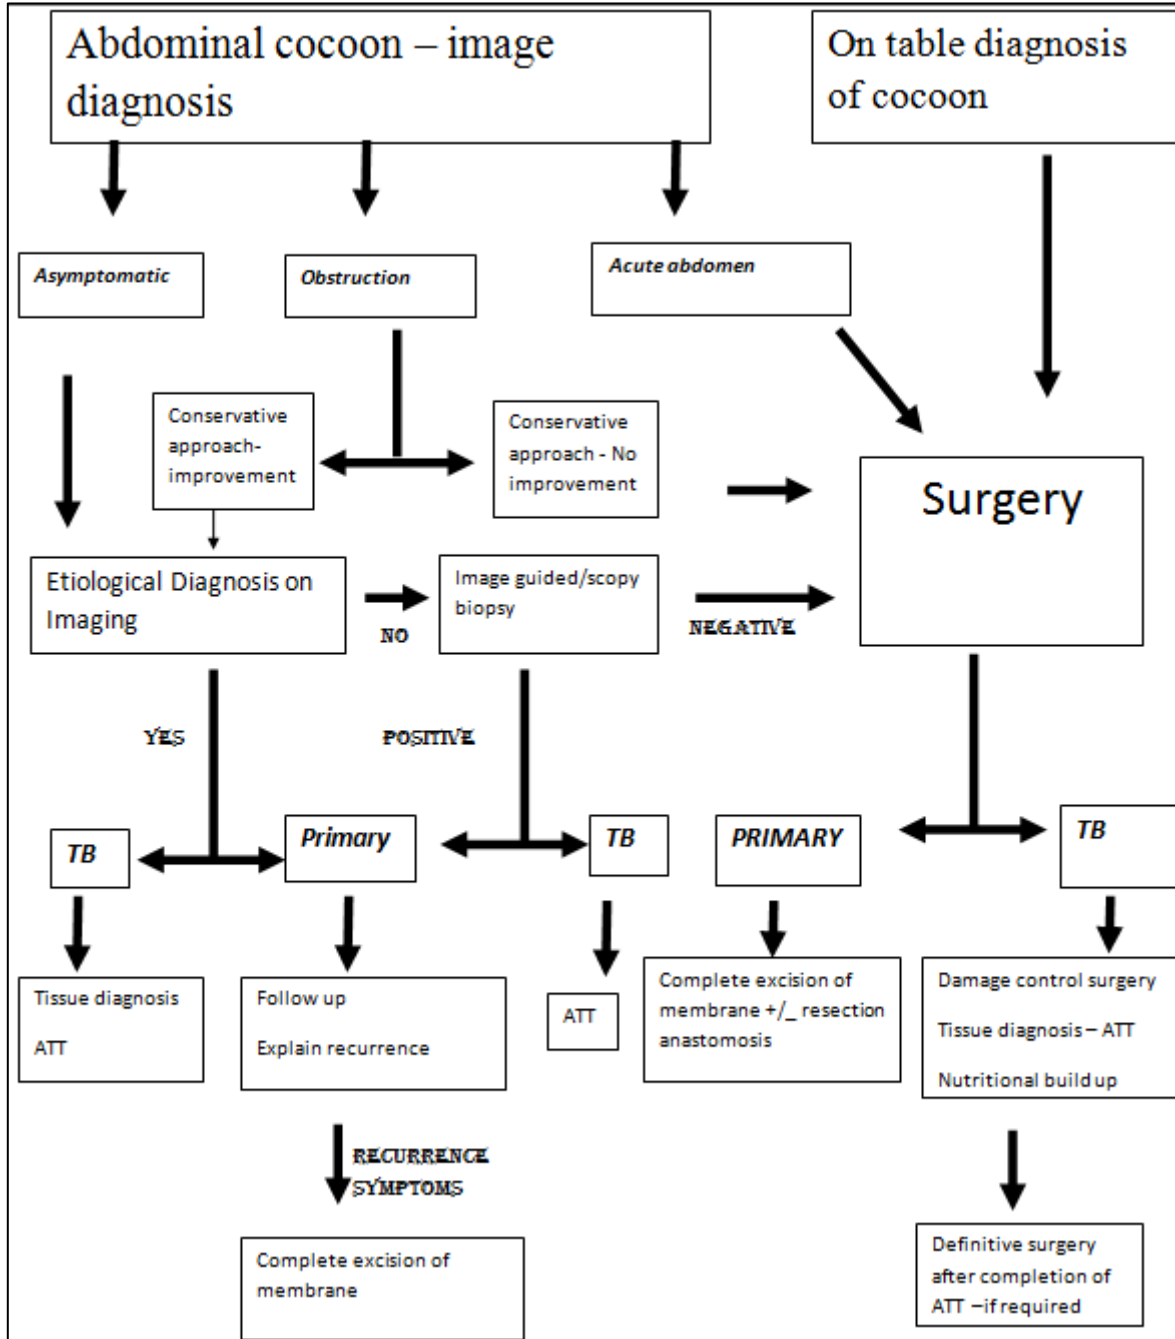 Abdominal cocoon – image
diagnosis
On table diagnosis
of cocoon
Asymptomatic
Obstruction
Acute abdomen
Conservative
approach-
improvement
Conservative
approach - No
improvement
Surgery
Etiological Diagnosis on
Imaging
NO
Image guided/scopy
biopsy
NEGATIVE
YES
POSITIVE
TB
Primary
TB
PRIMARY
TB
Tissue diagnosis
ATT
Follow up
Explain recurrence
ATT
Complete excision of
membrane +/_ resection
anastomosis
Damage control surgery
Tissue diagnosis – ATT
Nutritional build up
RECURRENCE
SYMPTOMS
Complete excision of
membrane
Definitive surgery
after completion of
ATT –if required